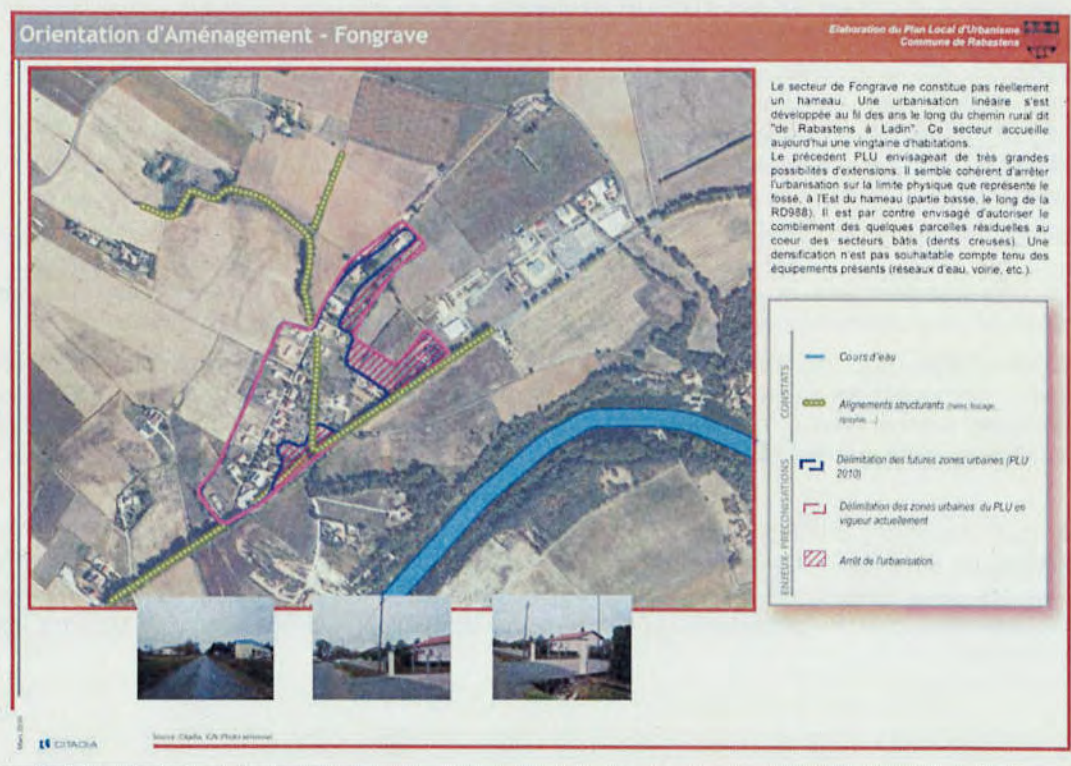 Orientation d'Aménagement - Fongrave
Elaboration du Plan Local d'Urbanisme
Commune de Rabastens
Le secteur de Fongrave ne constitue pas réellement
un hameau. Une urbanisation linéaire s'est
développée au fil des ans le long du chemin rural dit
"de Rabastens à Ladin". Ce secteur accueille
aujourd'hui une vingtaine d'habitations.
Le précedent PLU envisageait de très grandes
possibilités d'extensions. Il semble cohérent d'arrêter
l'urbanisation sur la limite physique que représente le
fossé, à l'Est du hameau (partie basse, le long de la
RD988). Il est par contre envisagé d'autoriser le
comblement des quelques parcelles résiduelles au
coeur des secteurs bâtis (dents creuses). Une
densification n'est pas souhaitable compte tenu des
équipements présents (réseaux d'eau, voirie, etc.).
CONSTATS
Cours d'eau
Alignements structurants
ENJEUX-PRECONISATIONS
Délimitation des futures zones urbaines (PLU
2010)
Délimitation des zones urbaines du PLU en
vigueur actuellement
Arrêt de l'urbanisation.
CITADIA
Source: Citadia, IGN